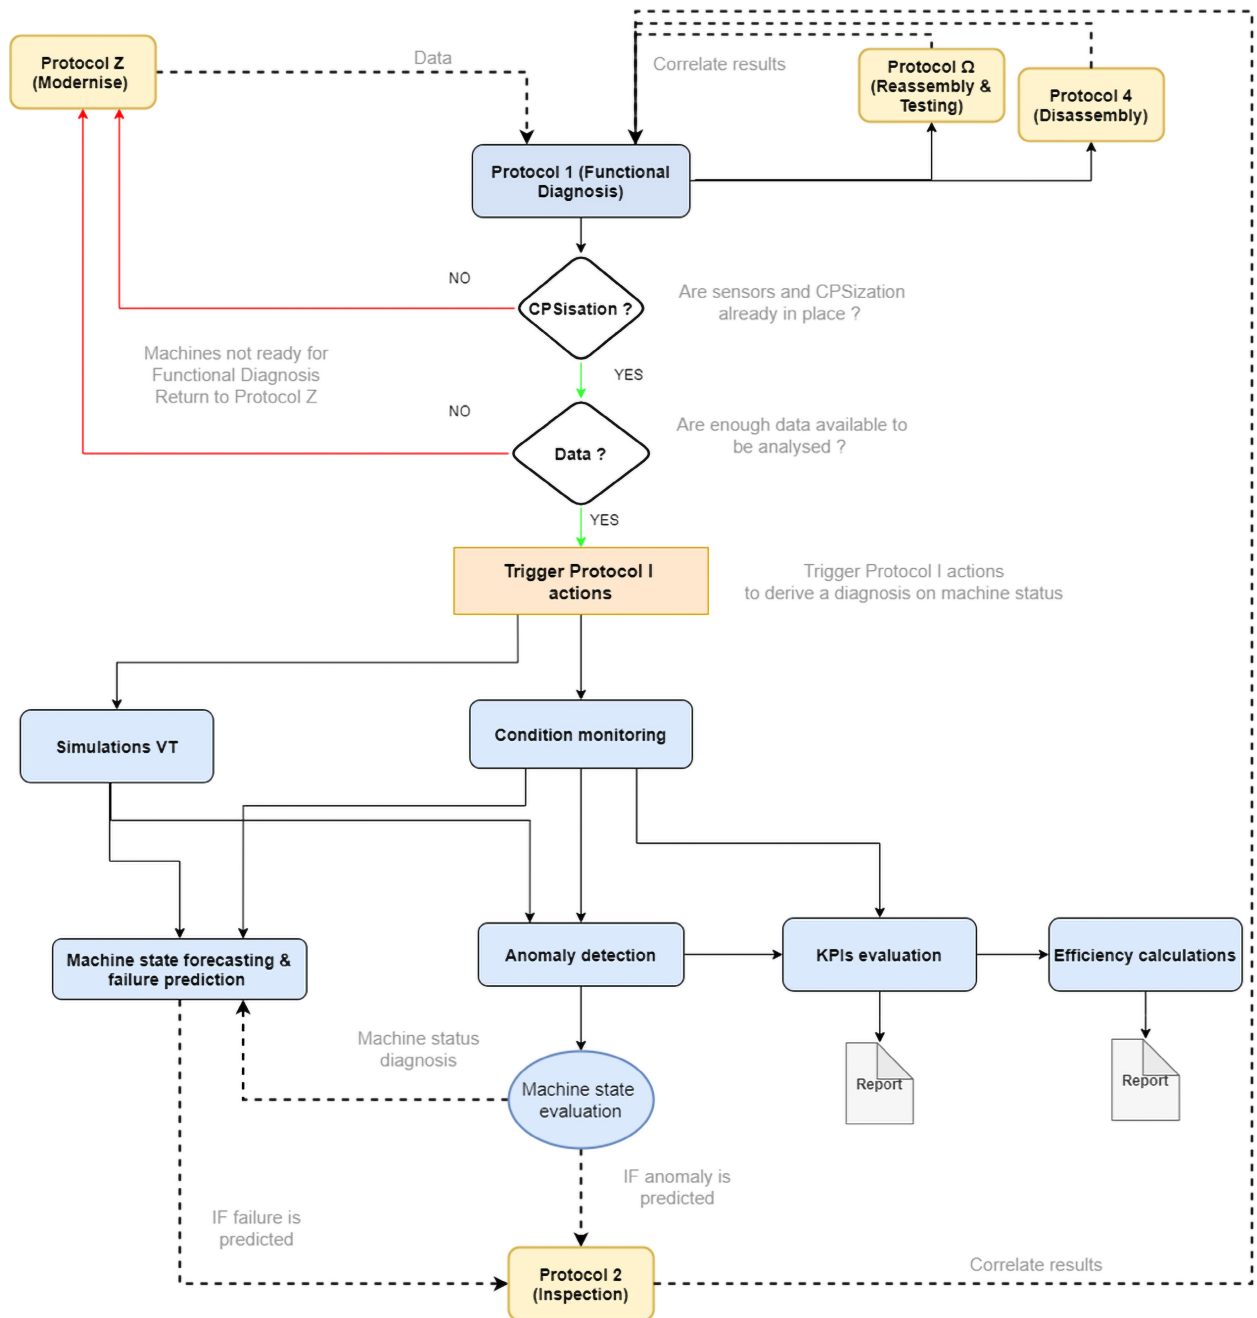 Protocol Z
(Modernise)
Data
Correlate results
Protocol Ω
(Reassembly &
Testing)
Protocol 4
(Disassembly)
Protocol 1 (Functional
Diagnosis)
NO
CPSisation ?
Are sensors and CPSization
already in place ?
Machines not ready for
Functional Diagnosis
Return to Protocol Z
YES
NO
Data ?
Are enough data available to
be analysed ?
YES
Trigger Protocol I
actions
Trigger Protocol I actions
to derive a diagnosis on machine status
Simulations VT
Condition monitoring
Machine state forecasting &
failure prediction
Anomaly detection
KPIs evaluation
Efficiency calculations
Machine status
diagnosis
Machine state
evaluation
Report
Report
IF anomaly is
predicted
IF failure is
predicted
Protocol 2
(Inspection)
Correlate results